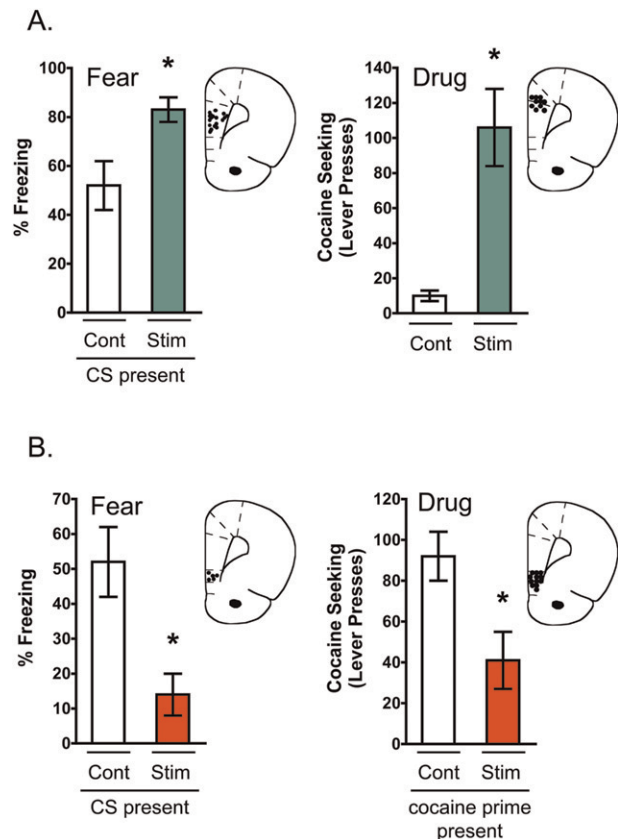 A.
Fear
*
% Freezing
100
80
60
40
20
0
Cont Stim
CS present
Drug
*
Cocaine Seeking
(Lever Presses)
140
120
100
80
60
40
20
0
Cont Stim
B.
Fear
*
% Freezing
70
60
50
40
30
20
10
0
Cont Stim
CS present
Drug
*
Cocaine Seeking
(Lever Presses)
120
100
80
60
40
20
0
Cont Stim
cocaine prime
present